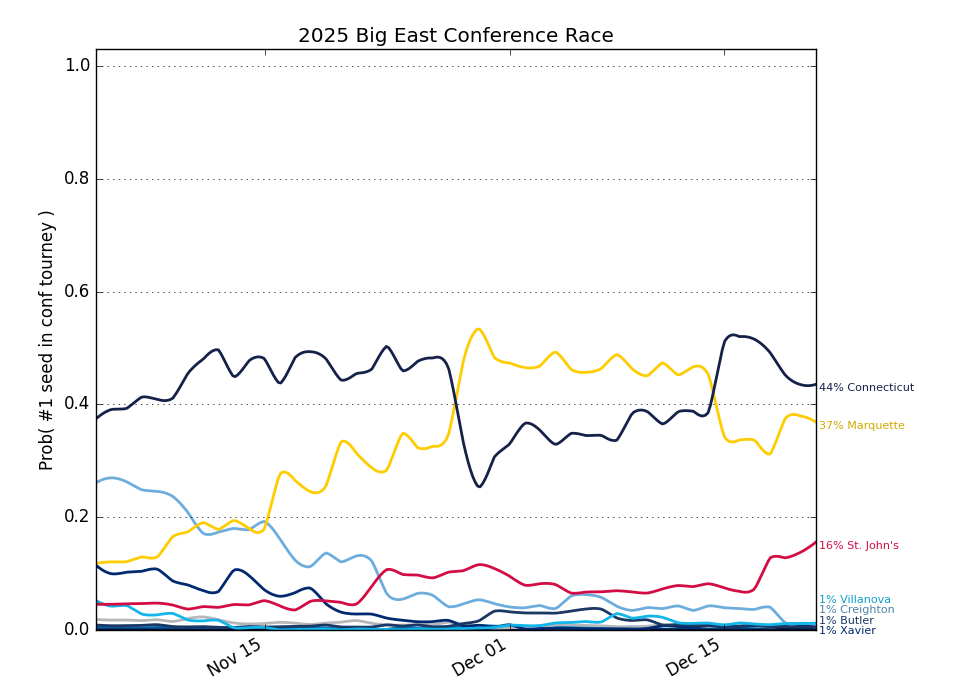 2025 Big East Conference Race
Prob( #1 seed in conf tourney )
1.0
0.8
0.6
0.4
0.2
0.0
Nov 15
Dec 01
Dec 15
44% Connecticut
37% Marquette
16% St. John's
1% Villanova
1% Creighton
1% Butler
1% Xavier